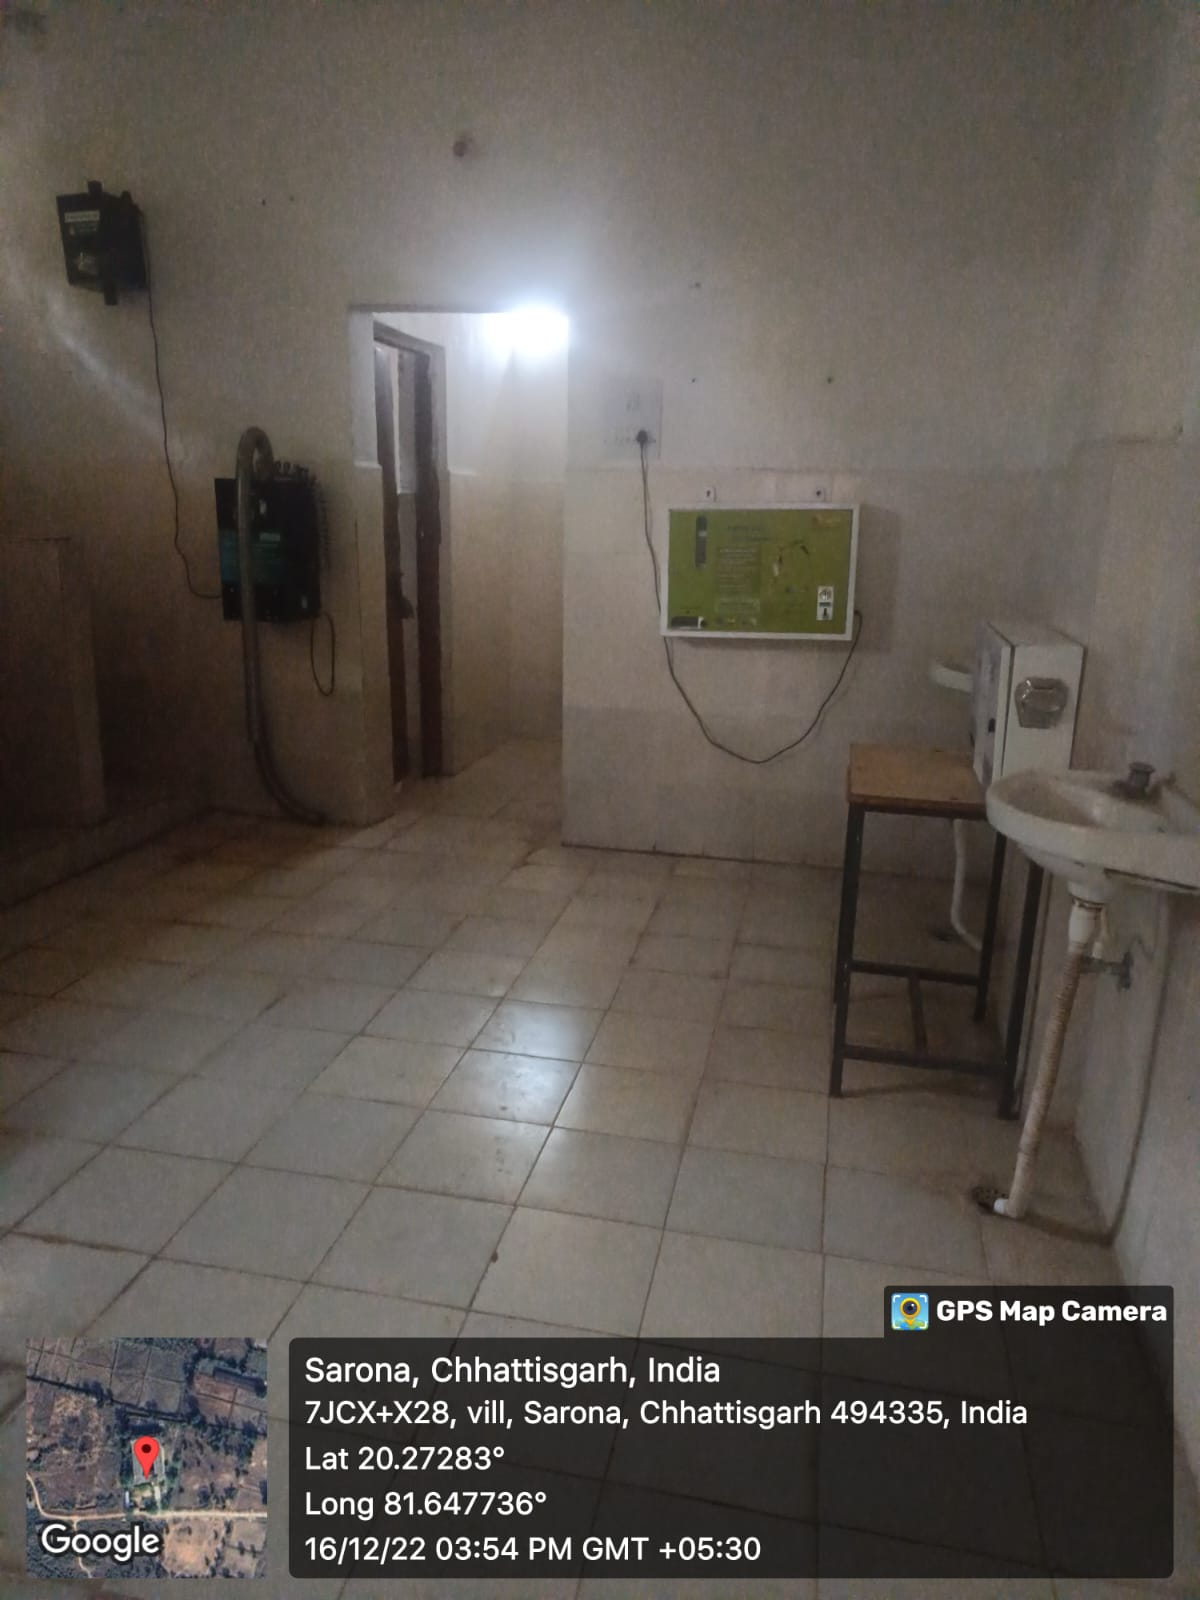 GPS Map Camera
Sarona, Chhattisgarh, India
7JCX+X28, vill, Sarona, Chhattisgarh 494335, India
Lat 20.27283°
Long 81.647736°
16/12/22 03:54 PM GMT +05:30
Google